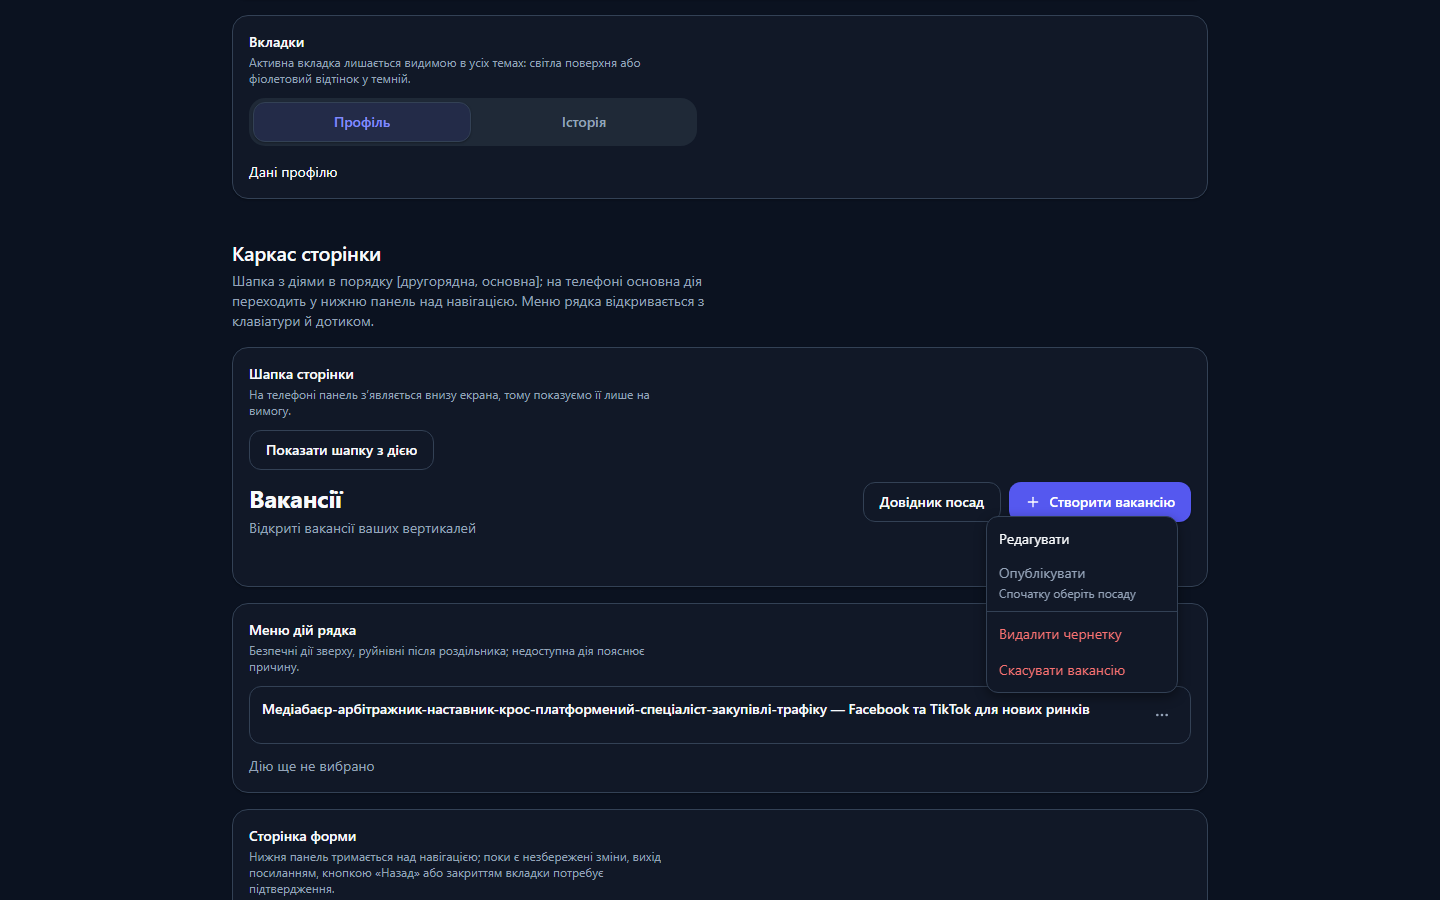 Вкладки
Активна вкладка лишається видимою в усіх темах: світла поверхня або
фіолетовий відтінок у темній.
Профіль
Історія
Дані профілю
Каркас сторінки
Шапка з діями в порядку [другорядна, основна]; на телефоні основна дія
переходить у нижню панель над навігацією. Меню рядка відкривається з
клавіатури й дотиком.
Шапка сторінки
На телефоні панель з’являється внизу екрана, тому показуємо її лише на
вимогу.
Показати шапку з дією
Вакансії
Відкриті вакансії ваших вертикалей
Довідник посад
+ Створити вакансію
Редагувати
Опублікувати
Спочатку оберіть посаду
Видалити чернетку
Скасувати вакансію
Меню дій рядка
Безпечні дії зверху, руйнівні після роздільника; недоступна дія пояснює
причину.
Медіабаєр-арбітражник-наставник-крос-платформений-спеціаліст-закупівлі-трафіку — Facebook та TikTok для нових ринків
Дію ще не вибрано
Сторінка форми
Нижня панель тримається над навігацією; поки є незбережені зміни, вихід
посиланням, кнопкою «Назад» або закриттям вкладки потребує
підтвердження.